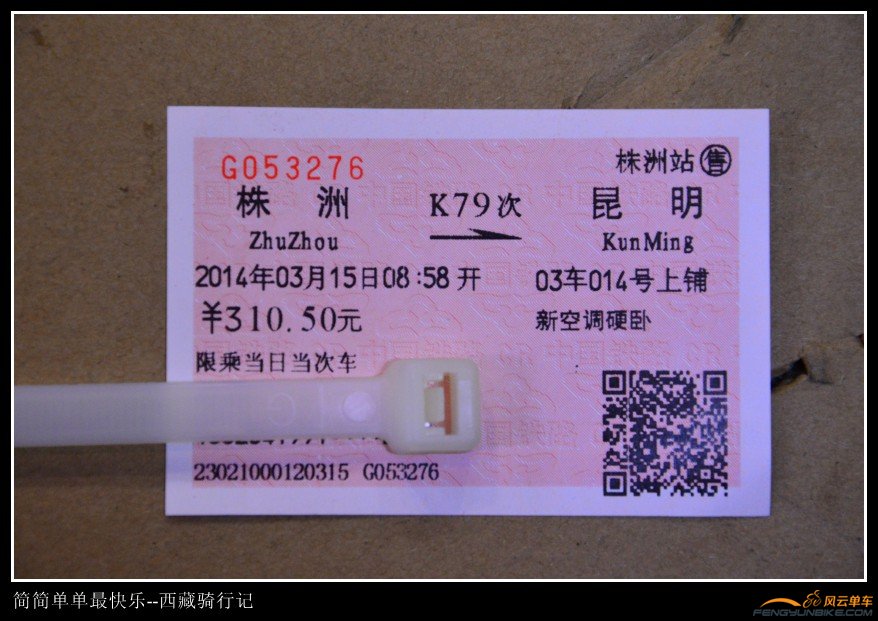 G053276
株洲站 售
株 洲 K79次 昆 明
ZhuZhou KunMing
2014年03月15日08:58开 03车014号上铺
¥310.50元 新空调硬卧
限乘当日当次车
23021000120315 G053276
简简单单最快乐--西藏骑行记
风云单车
FENGYUNBIKE.COM